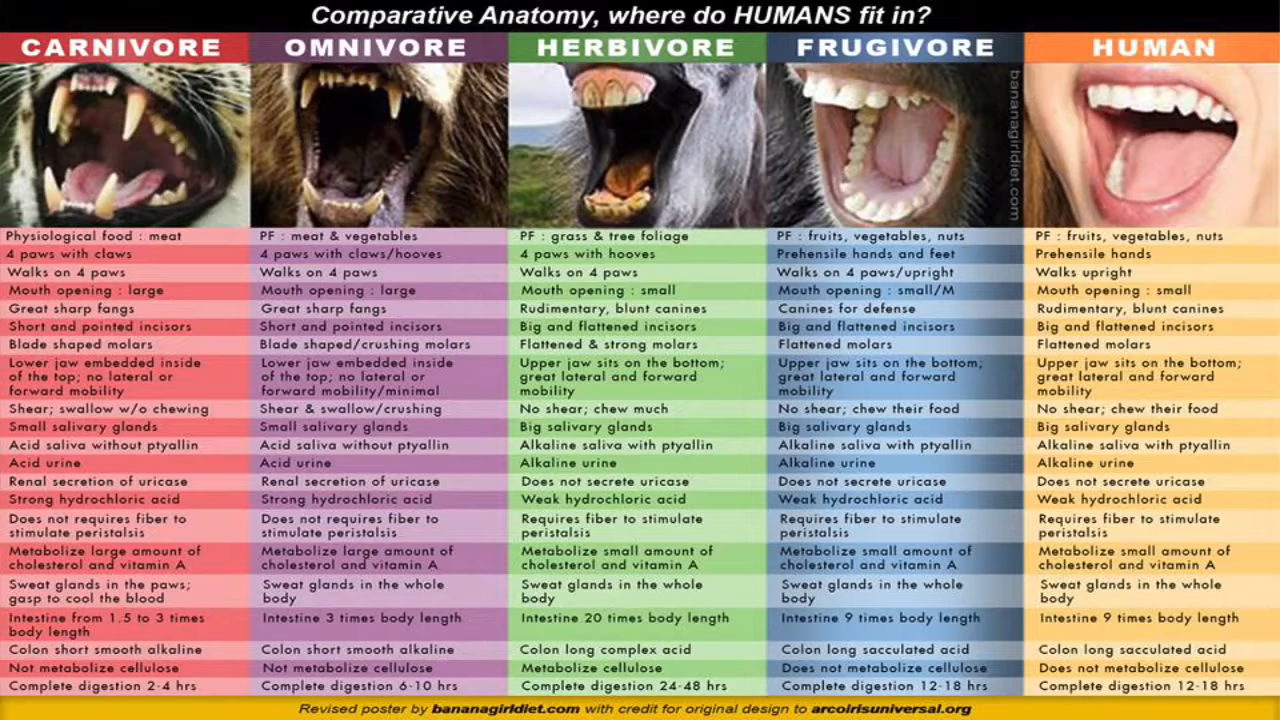 Comparative Anatomy, where do HUMANS fit in?
CARNIVORE
Physiological food : meat
4 paws with claws
Walks on 4 paws
Mouth opening : large
Great sharp fangs
Short and pointed incisors
Blade shaped molars
Lower jaw embedded inside
of the top; no lateral or
forward mobility
Shear; swallow w/o chewing
Small salivary glands
Acid saliva without ptyallin
Acid urine
Renal secretion of uricase
Strong hydrochloric acid
Does not requires fiber to
stimulate peristalsis
Metabolize large amount of
cholesterol and vitamin A
Sweat glands in the paws;
gasp to cool the blood
Intestine from 1.5 to 3 times
body length
Colon short smooth alkaline
Not metabolize cellulose
Complete digestion 2-4 hrs
OMNIVORE
PF : meat & vegetables
4 paws with claws/hooves
Walks on 4 paws
Mouth opening : large
Great sharp fangs
Short and pointed incisors
Blade shaped/crushing molars
Lower jaw embedded inside
of the top; no lateral or
forward mobility/minimal
Shear & swallow/crushing
Small salivary glands
Acid saliva without ptyallin
Acid urine
Renal secretion of uricase
Strong hydrochloric acid
Does not requires fiber to
stimulate peristalsis
Metabolize large amount of
cholesterol and vitamin A
Sweat glands in the whole
body
Intestine 3 times body length
Colon short smooth alkaline
Not metabolize cellulose
Complete digestion 6-10 hrs
HERBIVORE
PF : grass & tree foliage
4 paws with hooves
Walks on 4 paws
Mouth opening : small
Rudimentary, blunt canines
Big and flattened incisors
Flattened & strong molars
Upper jaw sits on the bottom;
great lateral and forward
mobility
No shear; chew much
Big salivary glands
Alkaline saliva with ptyallin
Alkaline urine
Does not secrete uricase
Weak hydrochloric acid
Requires fiber to stimulate
peristalsis
Metabolize small amount of
cholesterol and vitamin A
Sweat glands in the whole
body
Intestine 20 times body length
Colon long complex acid
Metabolize cellulose
Complete digestion 24-48 hrs
FRUGIVORE
bananagirldiet.com
PF : fruits, vegetables, nuts
Prehensile hands and feet
Walks on 4 paws/upright
Mouth opening : small/M
Canines for defense
Big and flattened incisors
Flattened molars
Upper jaw sits on the bottom;
great lateral and forward
mobility
No shear; chew their food
Big salivary glands
Alkaline saliva with ptyallin
Alkaline urine
Does not secrete uricase
Weak hydrochloric acid
Requires fiber to stimulate
peristalsis
Metabolize small amount of
cholesterol and vitamin A
Sweat glands in the whole
body
Intestine 9 times body length
Colon long sacculated acid
Does not metabolize cellulose
Complete digestion 12-18 hrs
HUMAN
PF : fruits, vegetables, nuts
Prehensile hands
Walks upright
Mouth opening : small
Rudimentary, blunt canines
Big and flattened incisors
Flattened molars
Upper jaw sits on the bottom;
great lateral and forward
mobility
No shear; chew their food
Big salivary glands
Alkaline saliva with ptyallin
Alkaline urine
Does not secrete uricase
Weak hydrochloric acid
Requires fiber to stimulate
peristalsis
Metabolize small amount of
cholesterol and vitamin A
Sweat glands in the whole
body
Intestine 9 times body length
Colon long sacculated acid
Does not metabolize cellulose
Complete digestion 12-18 hrs
Revised poster by bananagirldiet.com with credit for original design to arcoirisuniversal.org